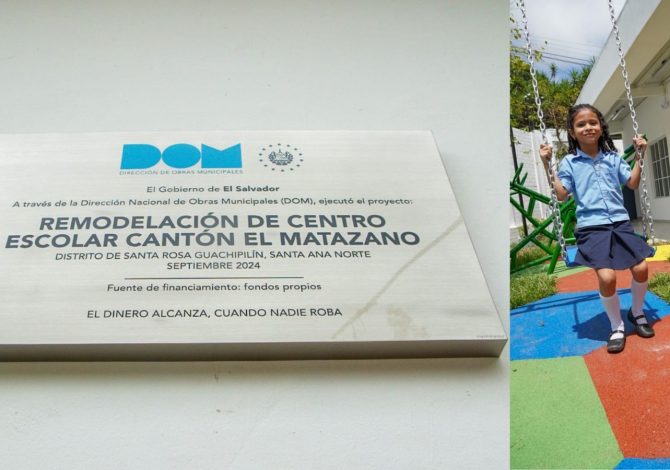 DOM
DIRECCIÓN DE OBRAS MUNICIPALES
El Gobierno de El Salvador
A través de la Dirección Nacional de Obras Municipales (DOM), ejecutó el proyecto:
REMODELACIÓN DE CENTRO
ESCOLAR CANTÓN EL MATAZANO
DISTRITO DE SANTA ROSA GUACHIPILÍN, SANTA ANA NORTE
SEPTIEMBRE 2024
Fuente de financiamiento: fondos propios
EL DINERO ALCANZA, CUANDO NADIE ROBA